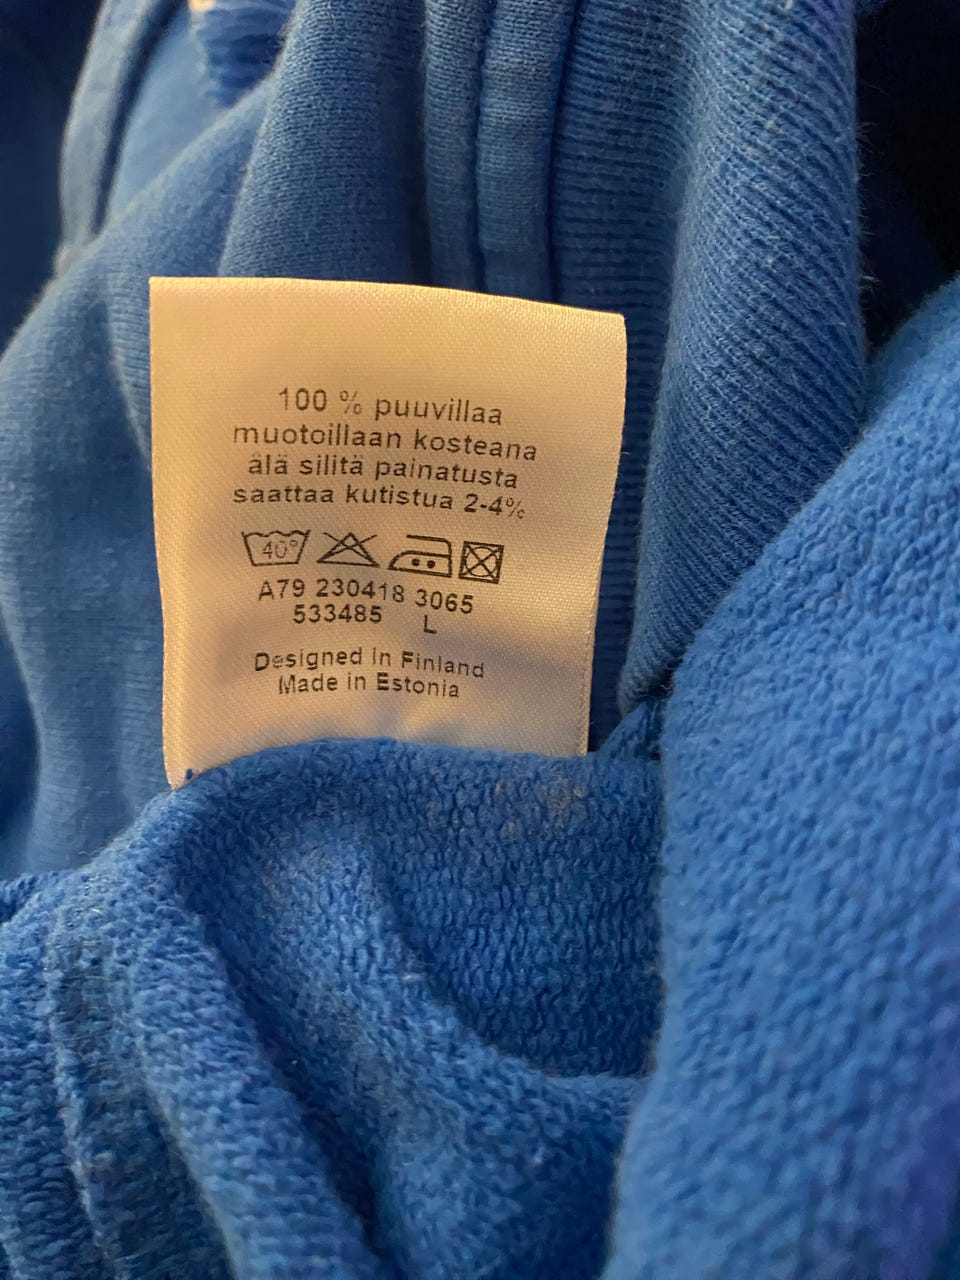 100 % puuvillaa
muotoillaan kosteana
älä silitä painatusta
saattaa kutistua 2-4%
40°
A79 230418 3065
533485 L
Designed in Finland
Made in Estonia